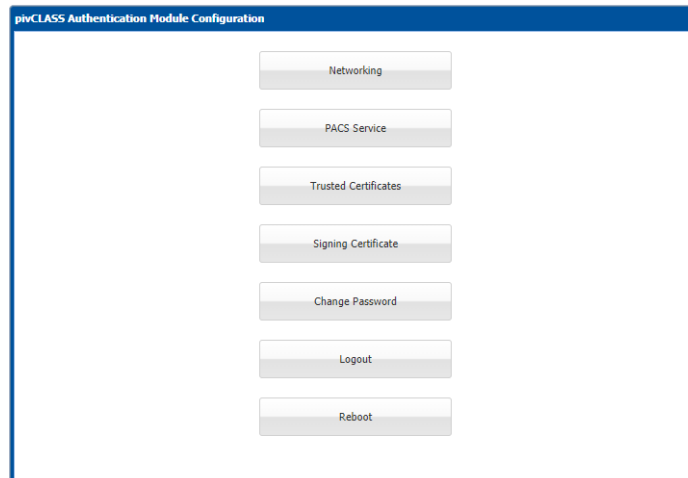 pivCLASS Authentication Module Configuration
Networking
PACS Service
Trusted Certificates
Signing Certificate
Change Password
Logout
Reboot